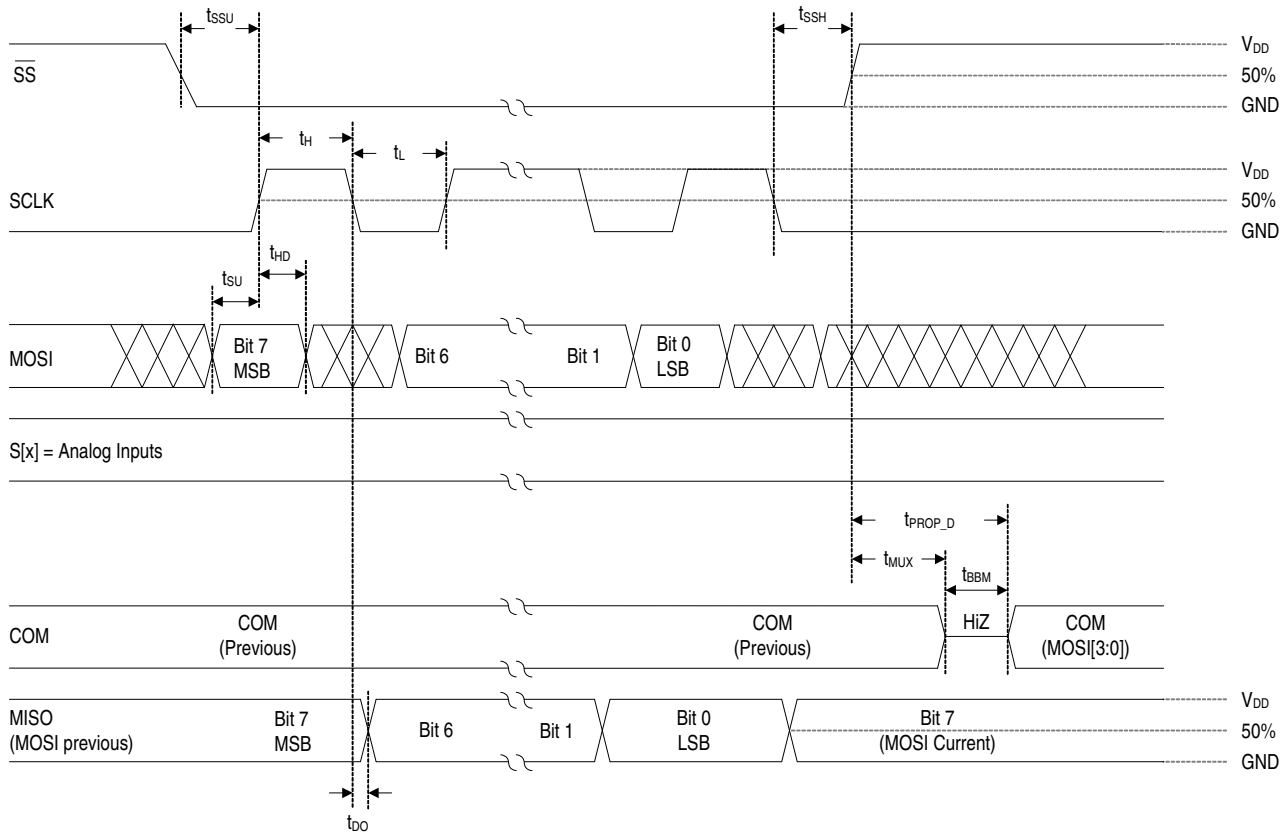 tSSU
tSSH
SS
VDD
50%
GND
tH
tL
SCLK
VDD
50%
GND
tSU
tHD
MOSI
Bit 7
MSB
Bit 6
Bit 1
Bit 0
LSB
S[x] = Analog Inputs
tPROP_D
tMUX
tBBM
COM
COM
(Previous)
COM
(Previous)
HiZ
COM
(MOSI[3:0])
MISO
(MOSI previous)
Bit 7
MSB
Bit 6
Bit 1
Bit 0
LSB
Bit 7
(MOSI Current)
VDD
50%
GND
tDO